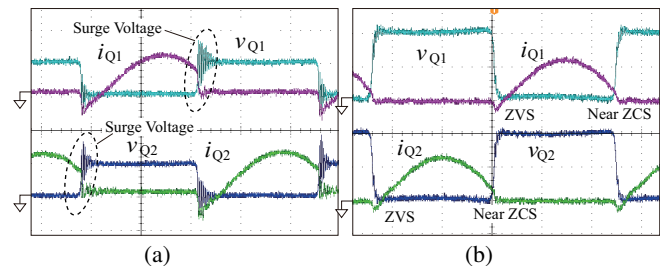 Surge Voltage
iQ1
vQ1
Surge Voltage
vQ2
iQ2
vQ1
iQ1
ZVS
Near ZCS
iQ2
vQ2
ZVS
Near ZCS
(a)
(b)